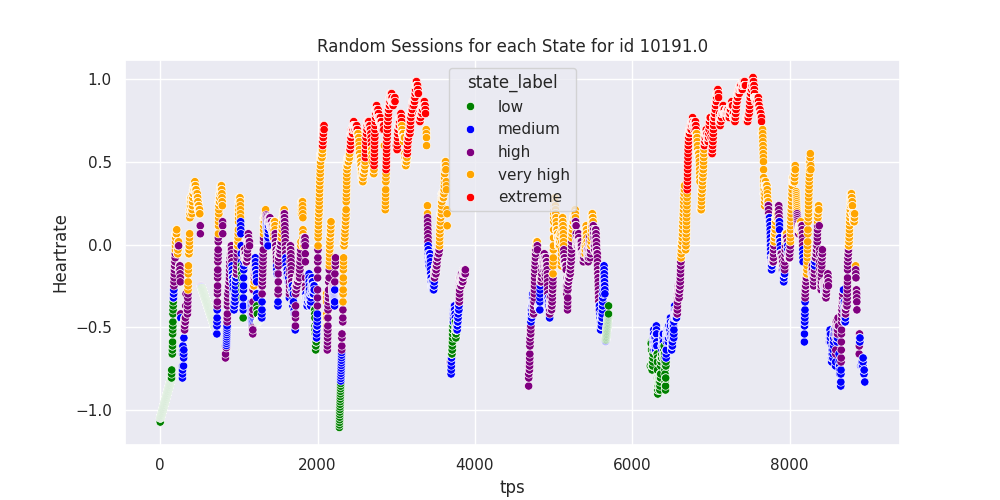 Random Sessions for each State for id 10191.0
state_label
low
medium
high
very high
extreme
Heartrate
1.0
0.5
0.0
−0.5
−1.0
0
2000
4000
6000
8000
tps